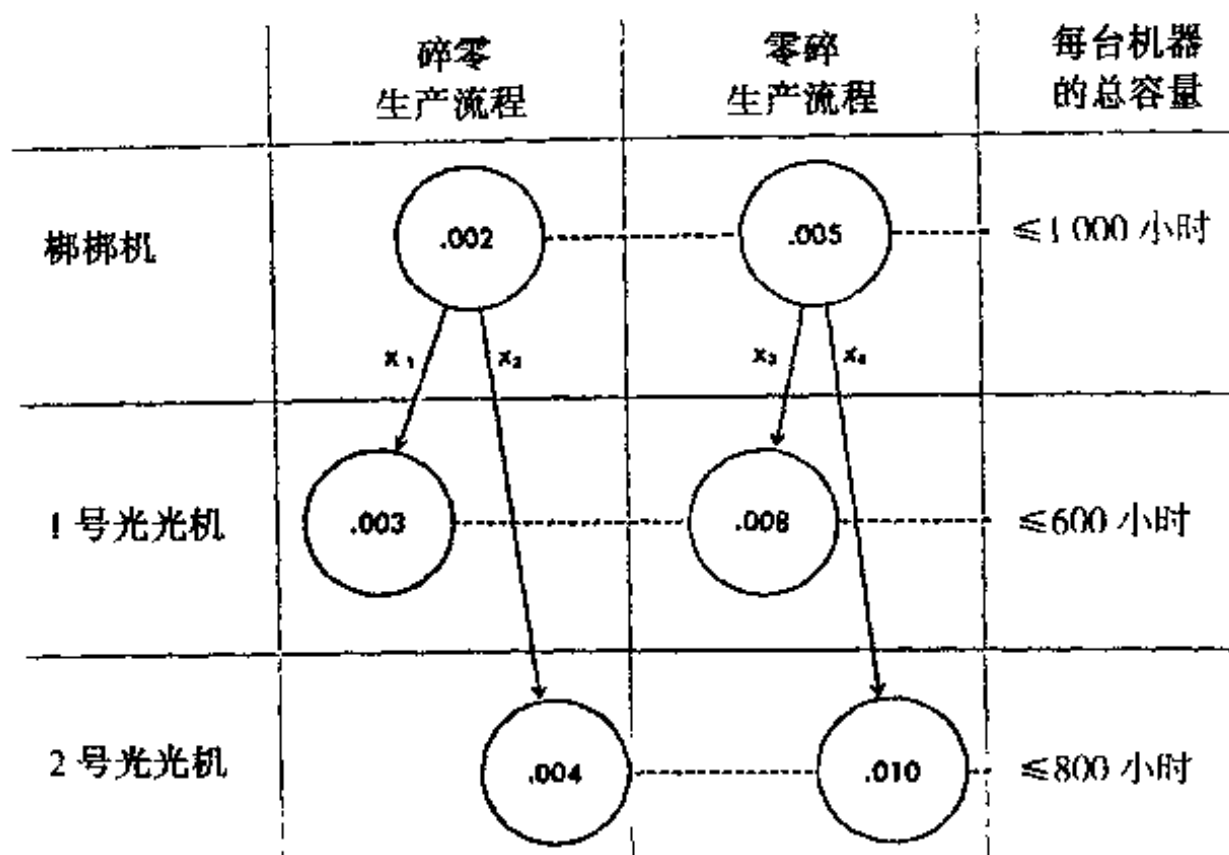 碎零
生产流程
零碎
生产流程
每台机器
的总容量
梆梆机
.002
.005
≤1 000 小时
x₁
x₂
x₃
x₄
1 号光光机
.003
.008
≤600 小时
2 号光光机
.004
.010
≤800 小时